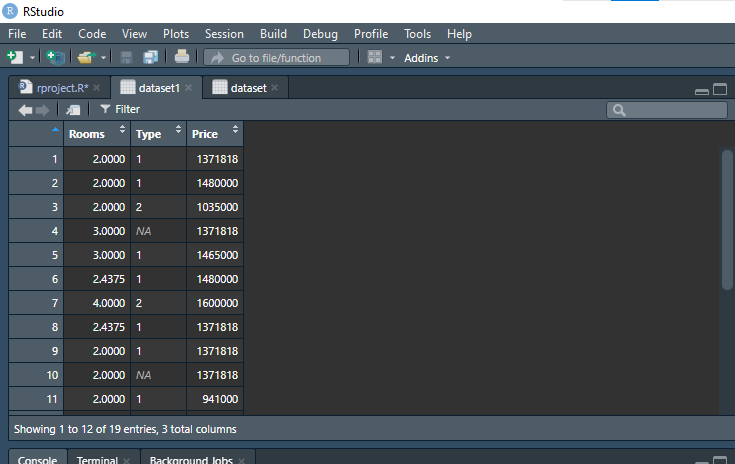 RStudio
File Edit Code View Plots Session Build Debug Profile Tools Help
Go to file/function Addins
rproject.R* dataset1 dataset
Filter
Rooms Type Price
1 2.0000 1 1371818
2 2.0000 1 1480000
3 2.0000 2 1035000
4 3.0000 NA 1371818
5 3.0000 1 1465000
6 2.4375 1 1480000
7 4.0000 2 1600000
8 2.4375 1 1371818
9 2.0000 1 1371818
10 2.0000 NA 1371818
11 2.0000 1 941000
Showing 1 to 12 of 19 entries, 3 total columns
Console Terminal Background Jobs